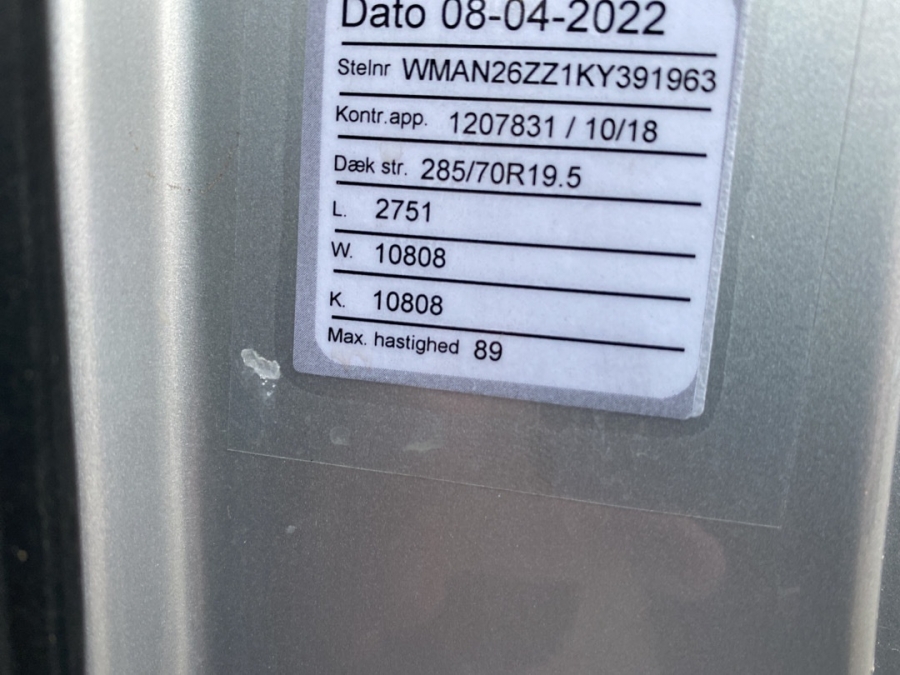 Dato 08-04-2022
Stelnr WMAN26ZZ1KY391963
Kontr.app. 1207831 / 10/18
Dæk str. 285/70R19.5
L. 2751
W. 10808
K. 10808
Max. hastighed 89